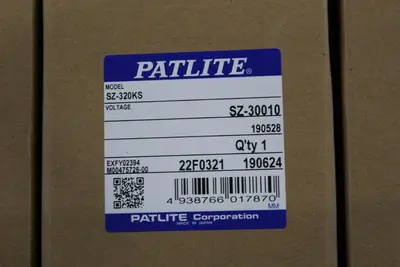 PATLITE®
MODEL
SZ-320KS
VOLTAGE
SZ-30010
190528
Q'ty 1
EXFY02394
M00475726-00
22F0321 190624
4 938766 017870
MM
PATLITE Corporation
MADE IN JAPAN